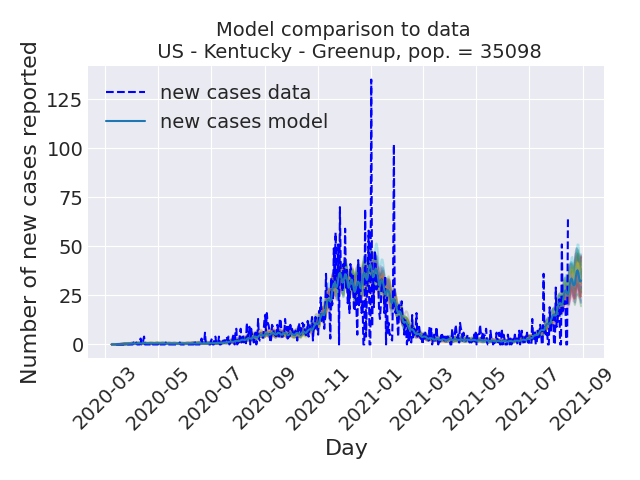 Model comparison to data
US - Kentucky - Greenup, pop. = 35098
Number of new cases reported
new cases data
new cases model
125
100
75
50
25
0
2020-03
2020-05
2020-07
2020-09
2020-11
2021-01
2021-03
2021-05
2021-07
2021-09
Day